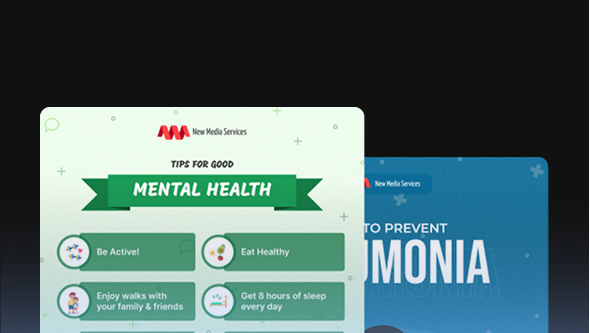 New Media Services
TIPS FOR GOOD
MENTAL HEALTH
Be Active!
Eat Healthy
Enjoy walks with
your family & friends
Get 8 hours of sleep
every day
New Media Services
TO PREVENT
UMONIA